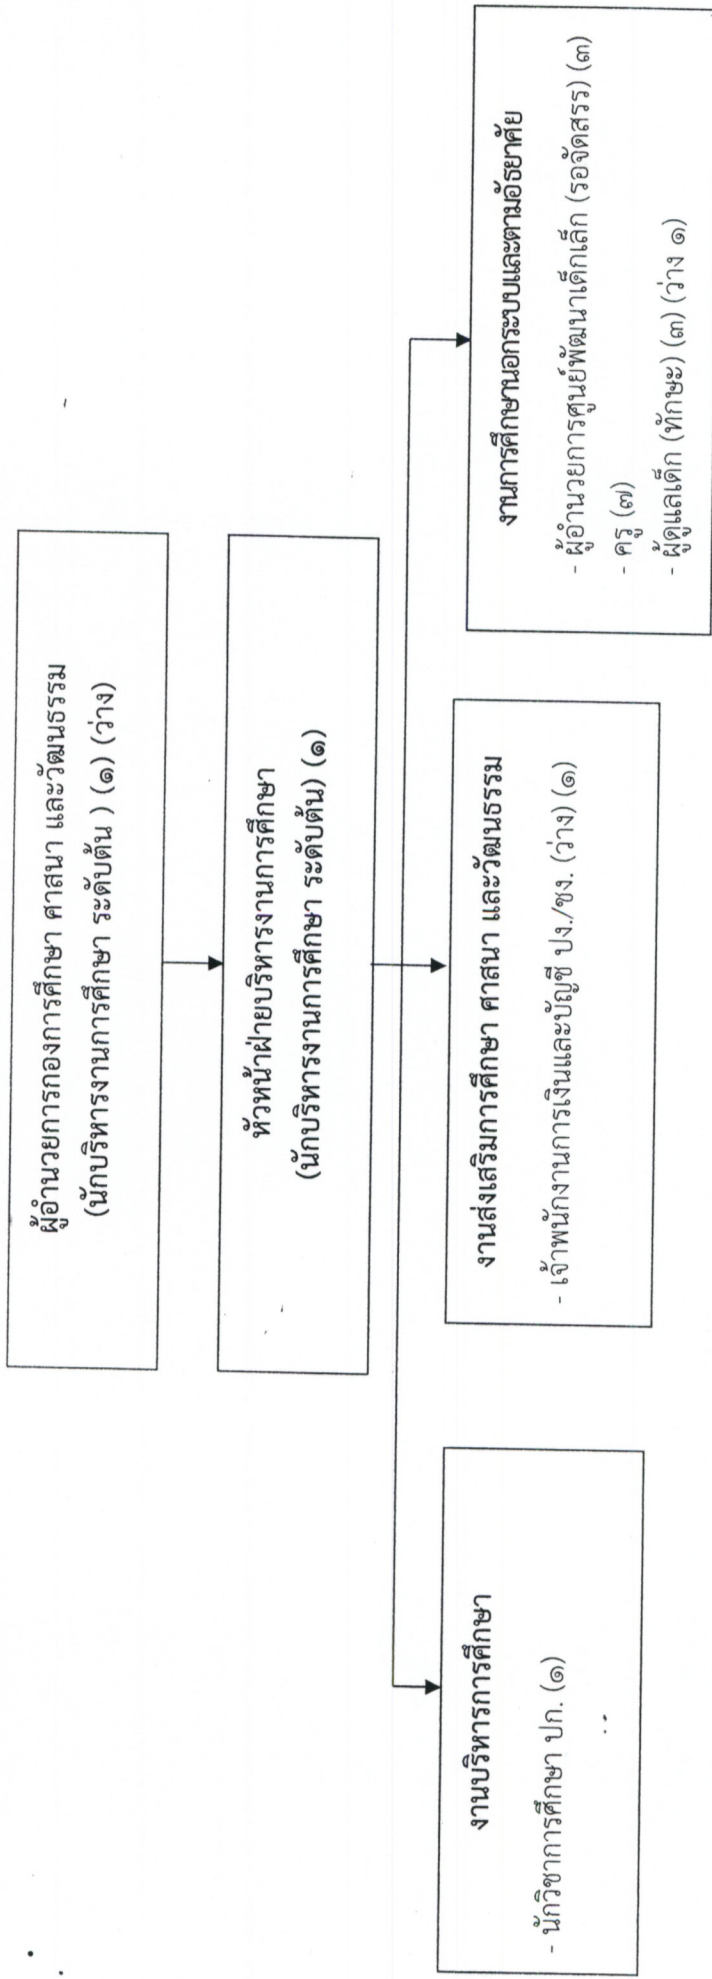 ผู้อำนวยการกองการศึกษา ศาสนา และวัฒนธรรม
(นักบริหารงานการศึกษา ระดับต้น ) (๑) (ว่าง)
หัวหน้าฝ่ายบริหารงานการศึกษา
(นักบริหารงานการศึกษา ระดับต้น) (๑)
งานบริหารการศึกษา
- นักวิชาการศึกษา ปก. (๑)
งานส่งเสริมการศึกษา ศาสนา และวัฒนธรรม
- เจ้าพนักงานการเงินและบัญชี ปง./ชง. (ว่าง) (๑)
งานการศึกษานอกระบบและตามอัธยาศัย
- ผู้อำนวยการศูนย์พัฒนาเด็กเล็ก (รอจัดสรร) (๓)
- ครู (๗)
- ผู้ดูแลเด็ก (ทักษะ) (๓) (ว่าง ๑)